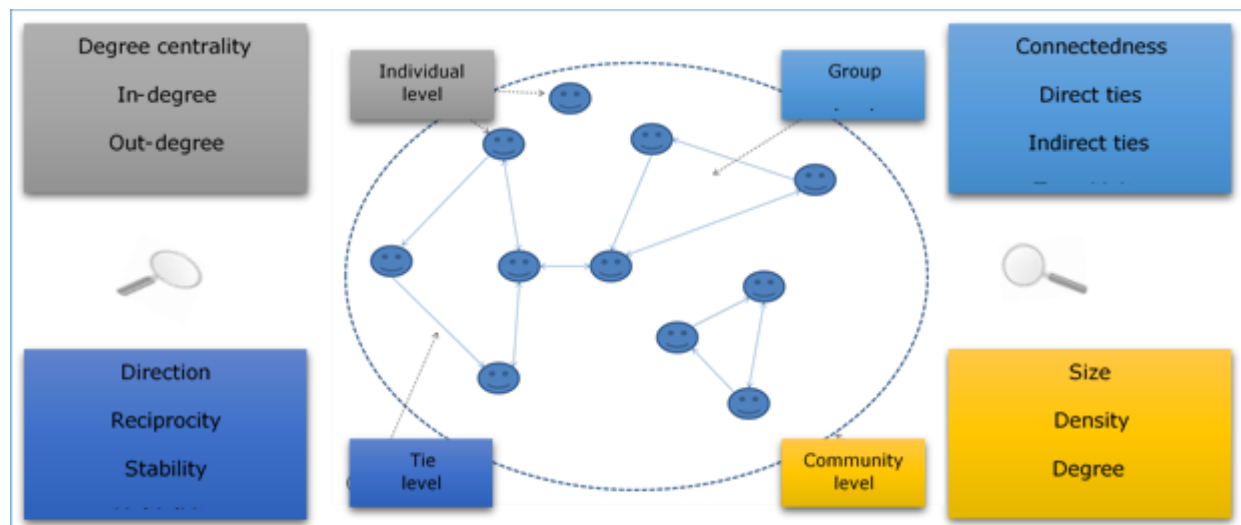 Degree centrality
In-degree
Out-degree
Individual
level
Group
Connectedness
Direct ties
Indirect ties
Direction
Reciprocity
Stability
Tie
level
Community
level
Size
Density
Degree